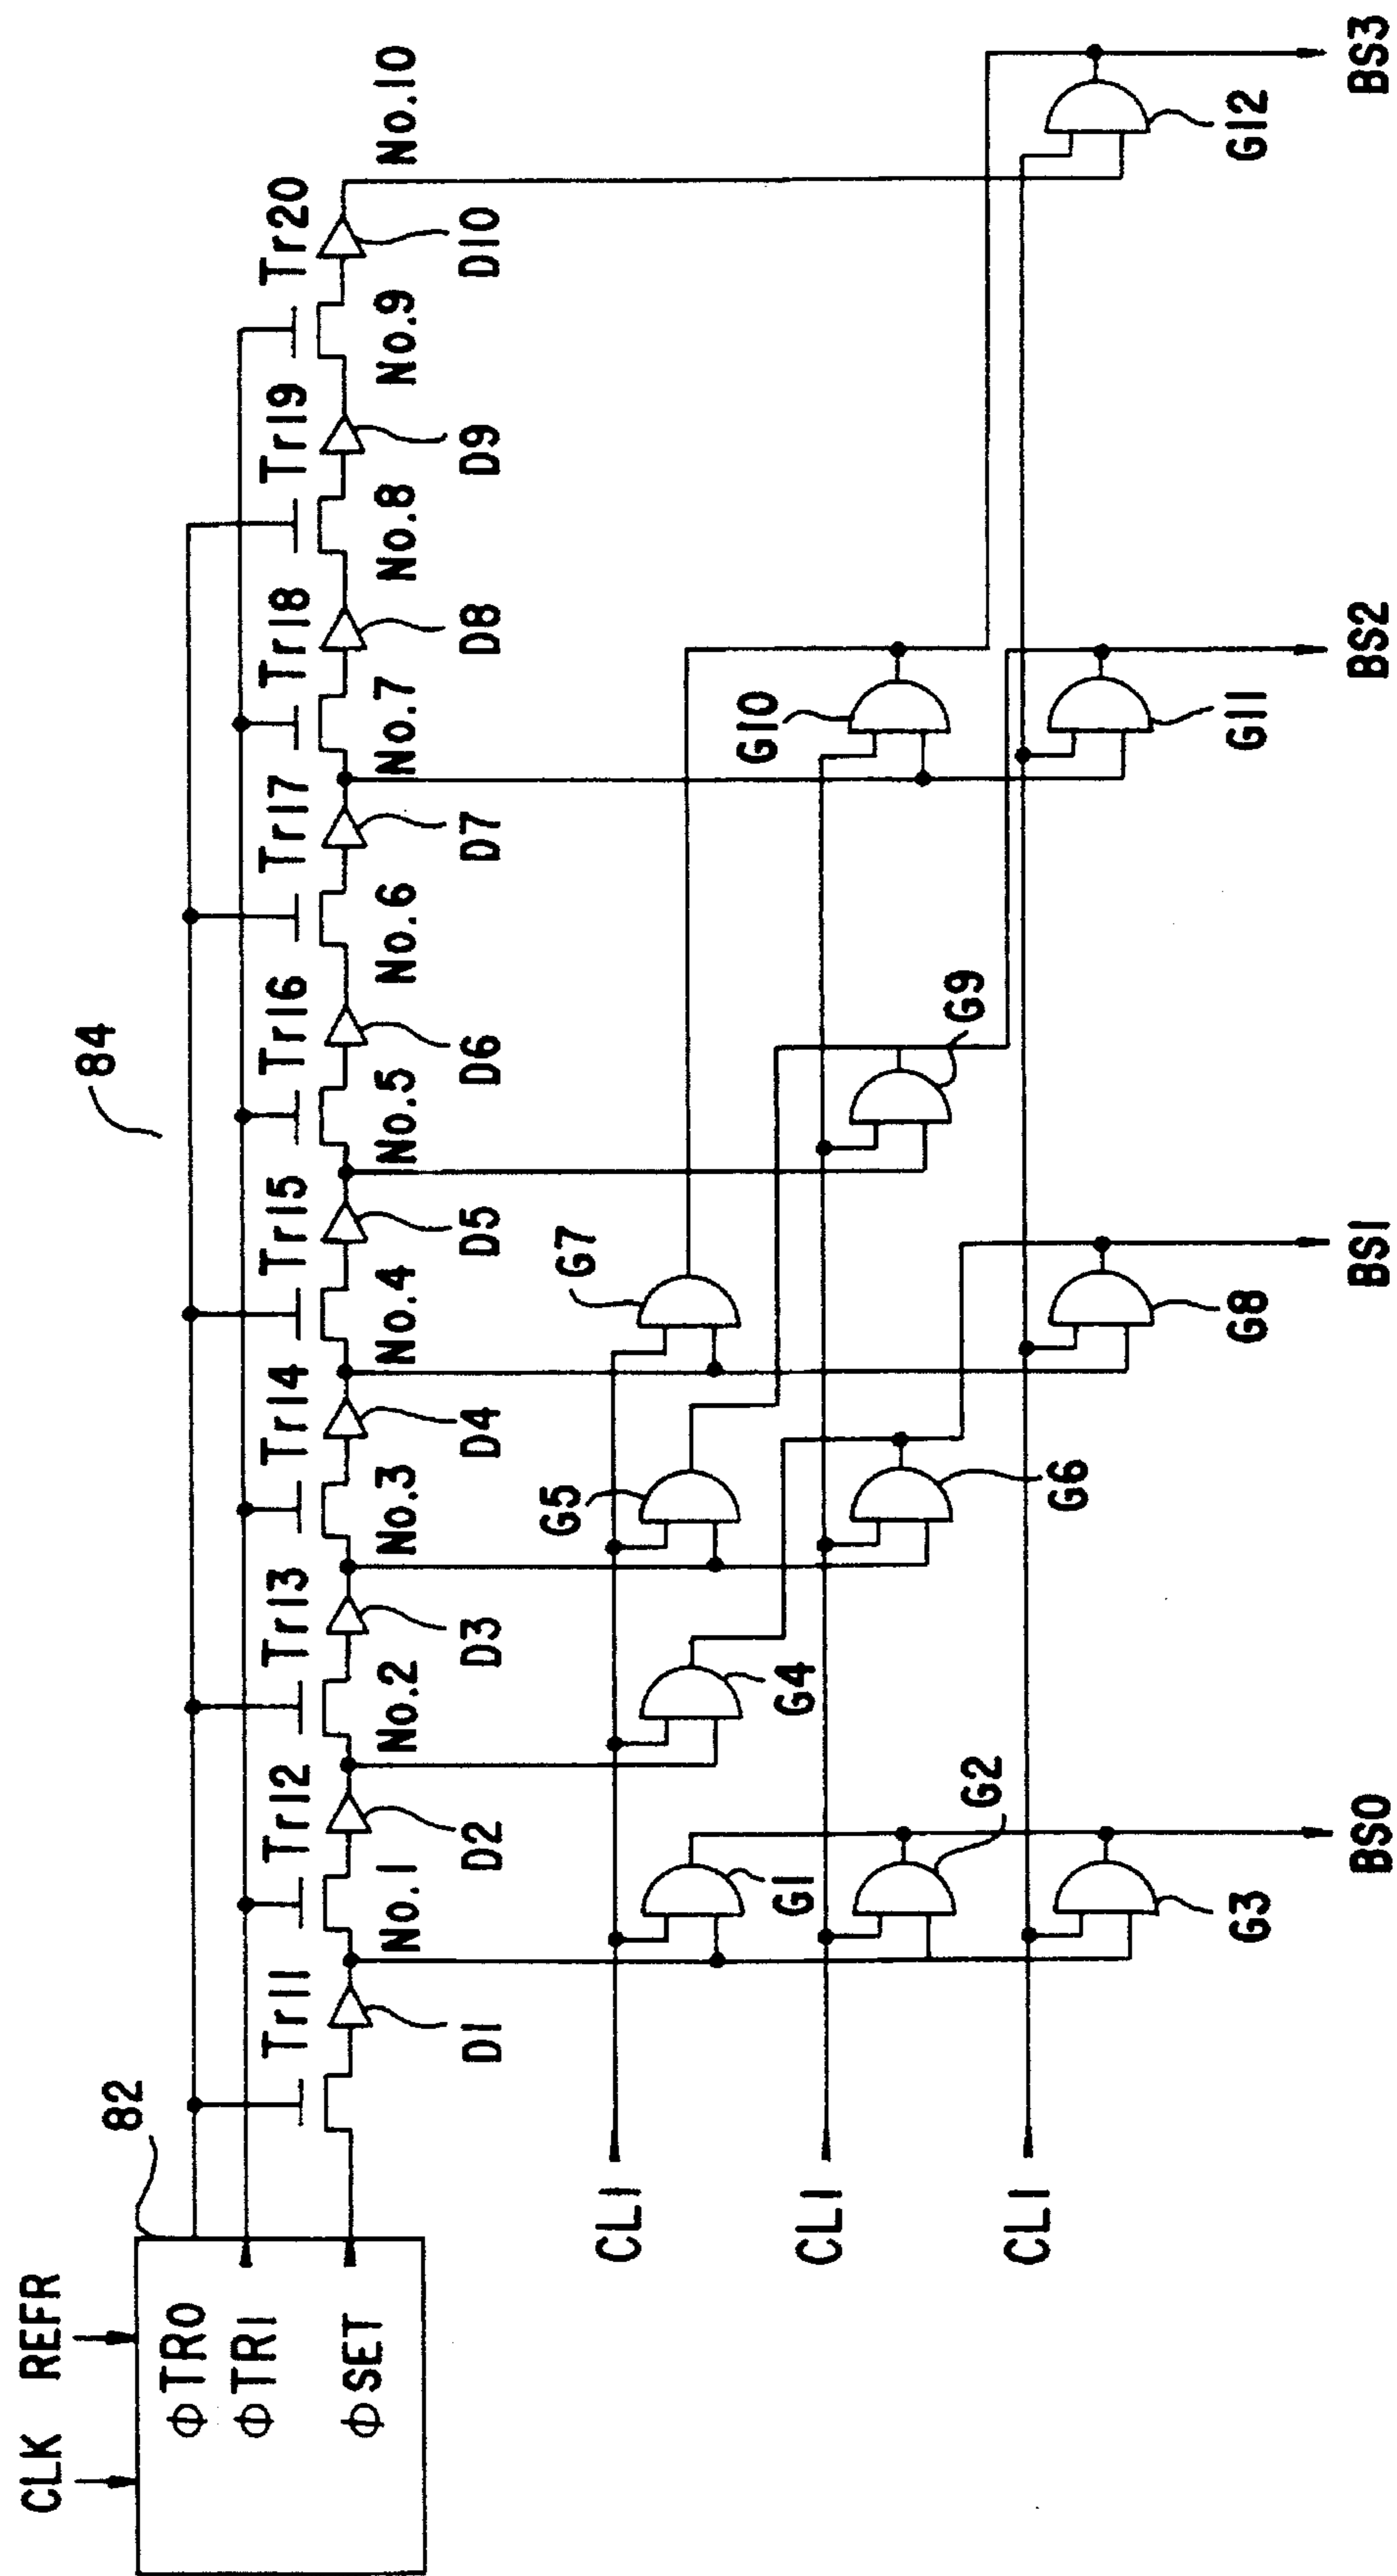 CLK REFR
82
ΦTR0
ΦTR1
ΦSET
84
Tr11
Tr12
Tr13
Tr14
Tr15
Tr16
Tr17
Tr18
Tr19
Tr20
No.1
No.2
No.3
No.4
No.5
No.6
No.7
No.8
No.9
No.10
D1
D2
D3
D4
D5
D6
D7
D8
D9
D10
CL1
CL1
CL1
G1
G2
G3
G4
G5
G6
G7
G8
G9
G10
G11
G12
BS0
BS1
BS2
BS3